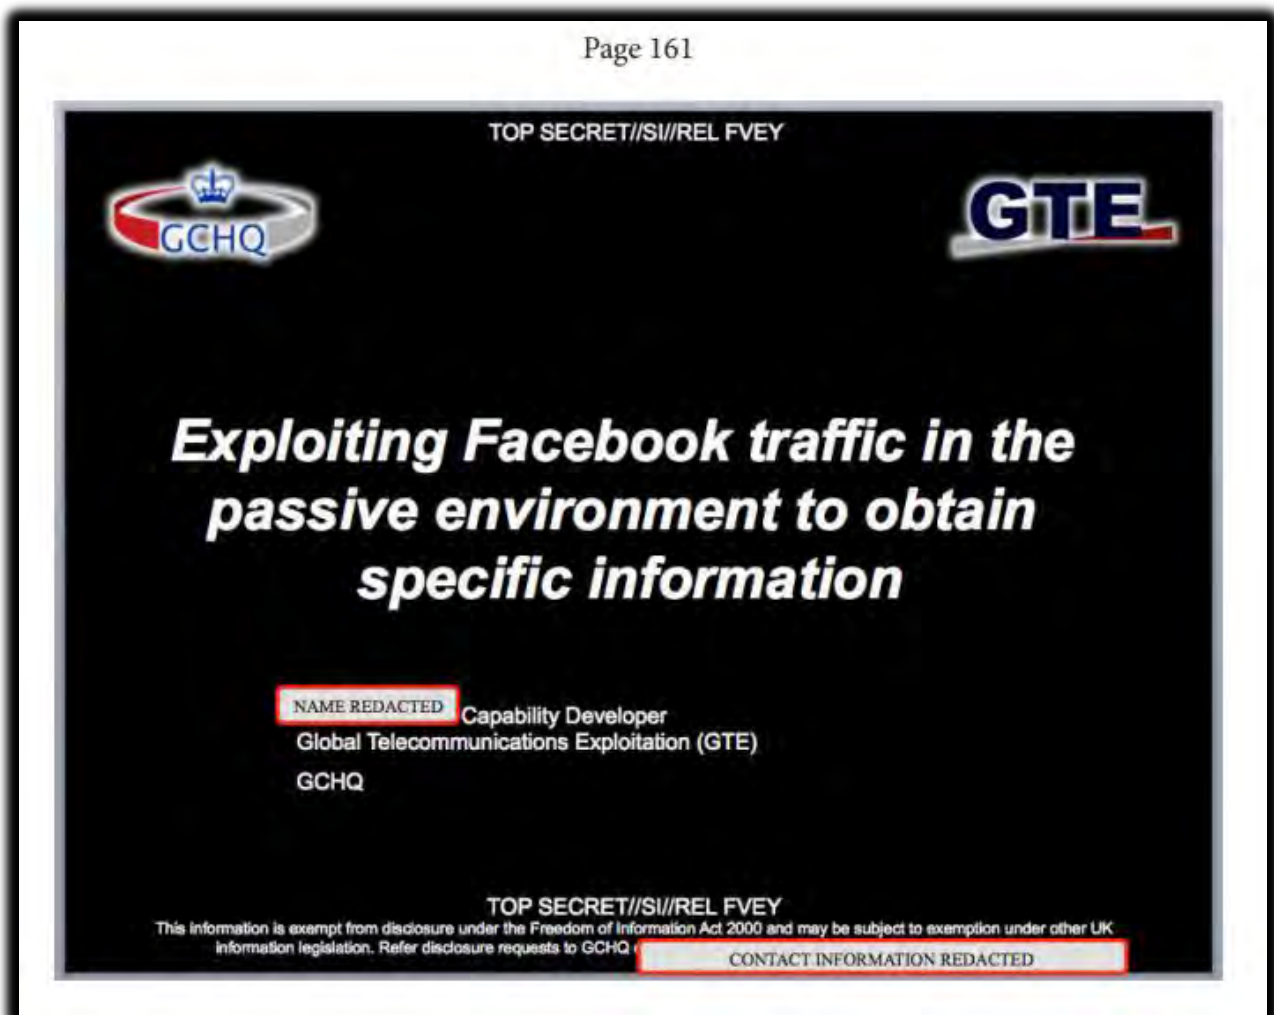 Page 161
TOP SECRET//SI//REL FVEY
GCHQ
GTE
Exploiting Facebook traffic in the
passive environment to obtain
specific information
NAME REDACTED Capability Developer
Global Telecommunications Exploitation (GTE)
GCHQ
TOP SECRET//SI//REL FVEY
This information is exempt from disclosure under the Freedom of Information Act 2000 and may be subject to exemption under other UK
information legislation. Refer disclosure requests to GCHQ
CONTACT INFORMATION REDACTED